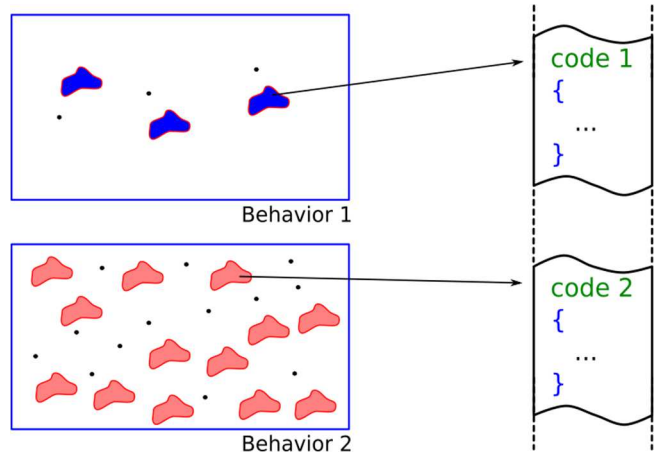 code 1
{
...
}
Behavior 1
code 2
{
...
}
Behavior 2